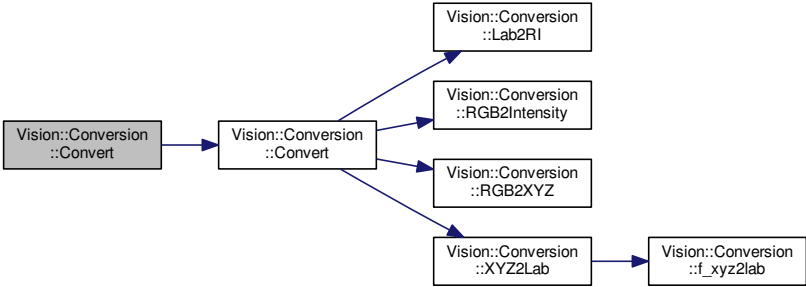 Vision::Conversion
::Convert
Vision::Conversion
::Convert
Vision::Conversion
::Lab2RI
Vision::Conversion
::RGB2Intensity
Vision::Conversion
::RGB2XYZ
Vision::Conversion
::XYZ2Lab
Vision::Conversion
::f_xyz2lab